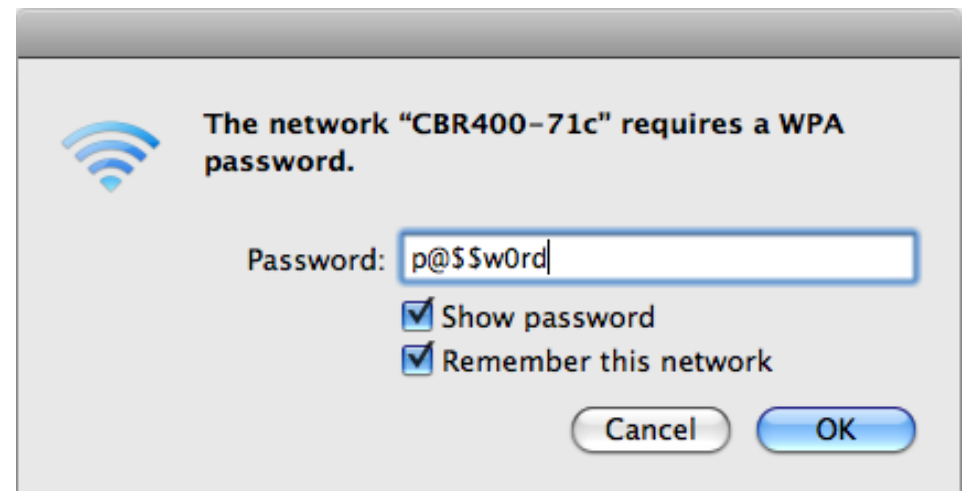 The network “CBR400-71c” requires a WPA
password.
Password: p@$$w0rd
Show password
Remember this network
Cancel OK